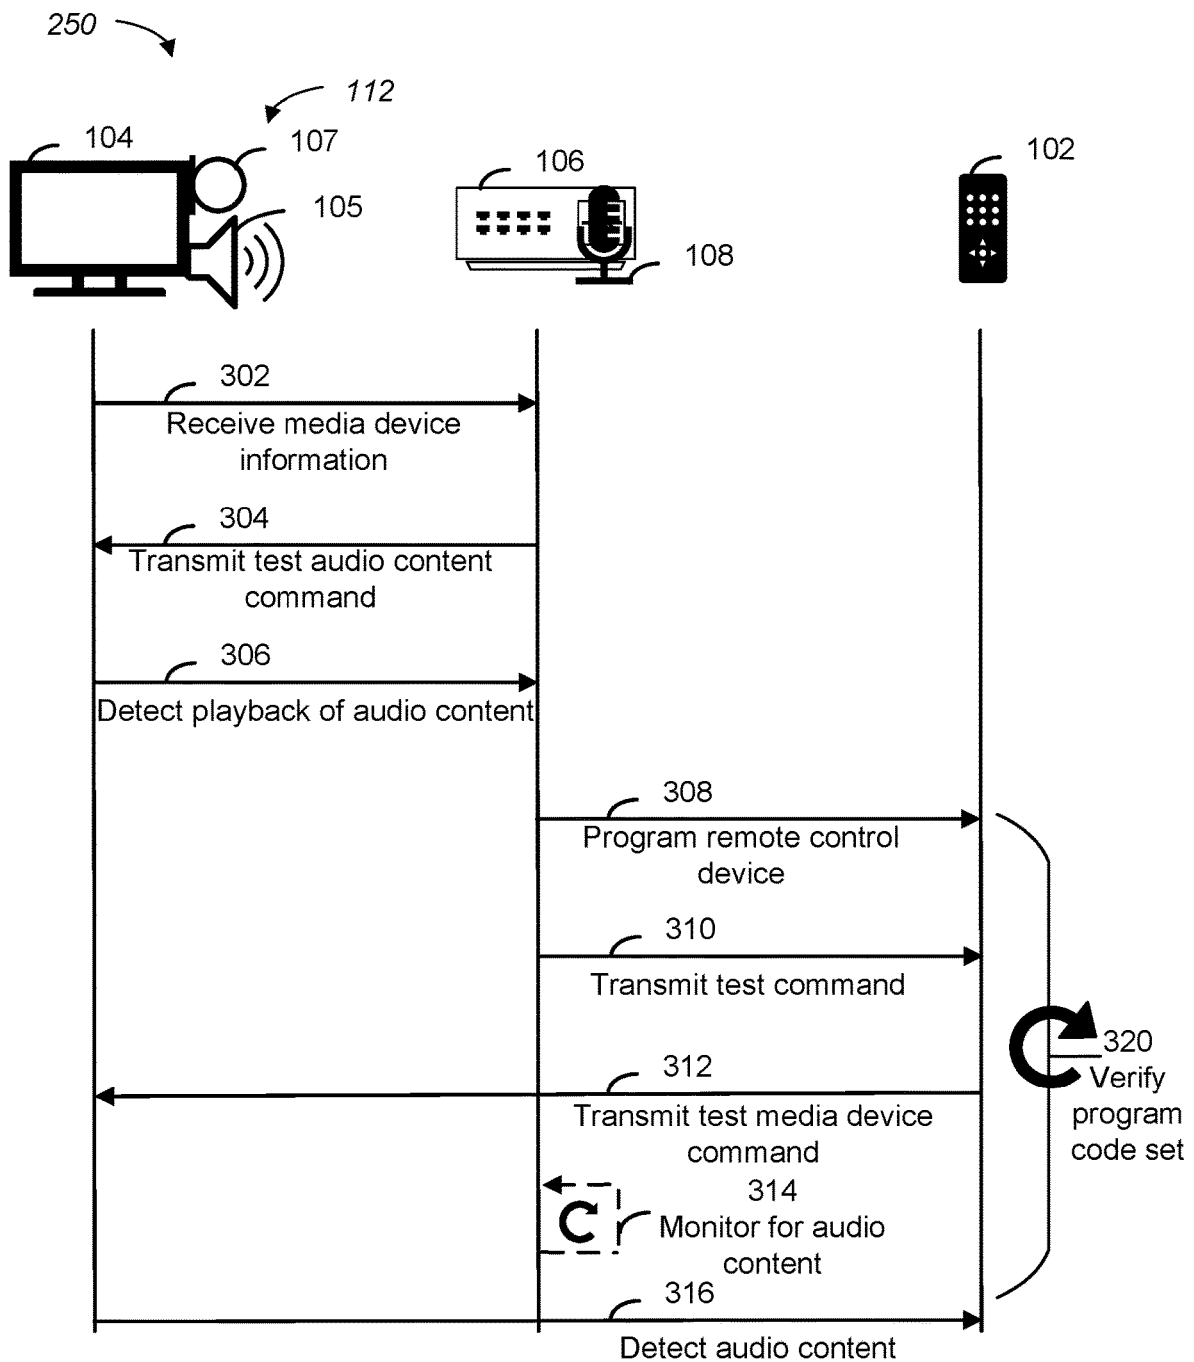 250
112
104
107
105
106
108
102
302
Receive media device
information
304
Transmit test audio content
command
306
Detect playback of audio content
308
Program remote control
device
310
Transmit test command
312
Transmit test media device
command
314
Monitor for audio
content
316
Detect audio content
320
Verify
program
code set